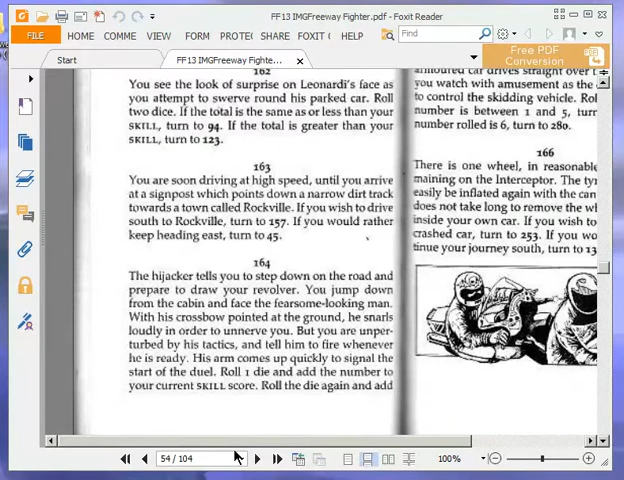 FF13 IMGFreeway Fighter.pdf - Foxit Reader
FILE
HOME
COMME
VIEW
FORM
PROTE
SHARE
FOXIT C
HELP
Find
Start
FF13 IMGFreeway Fighte...
Free PDF
Conversion
162
You see the look of surprise on Leonardi's face as
you attempt to swerve round his parked car. Roll
two dice. If the total is the same as or less than your
SKILL, turn to 94. If the total is greater than your
SKILL, turn to 123.
163
You are soon driving at high speed, until you arrive
at a signpost which points down a narrow dirt track
towards a town called Rockville. If you wish to drive
south to Rockville, turn to 157. If you would rather
keep heading east, turn to 45.
164
The hijacker tells you to step down on the road and
prepare to draw your revolver. You jump down
from the cabin and face the fearsome-looking man.
With his crossbow pointed at the ground, he snarls
loudly in order to unnerve you. But you are unper-
turbed by his tactics, and tell him to fire whenever
he is ready. His arm comes up quickly to signal the
start of the duel. Roll 1 die and add the number to
your current SKILL score. Roll the die again and add
armoured car drives straight over t
you watch with amusement as the
to control the skidding vehicle. Rol
number is between 1 and 5, turn
number rolled is 6, turn to 280.
166
There is one wheel, in reasonable
maining on the Interceptor. The tyr
easily be inflated again with the can
does not take long to remove the wh
inside your own car. If you wish to
crashed car, turn to 253. If you wo
tinue your journey south, turn to 13
54 / 104
100%